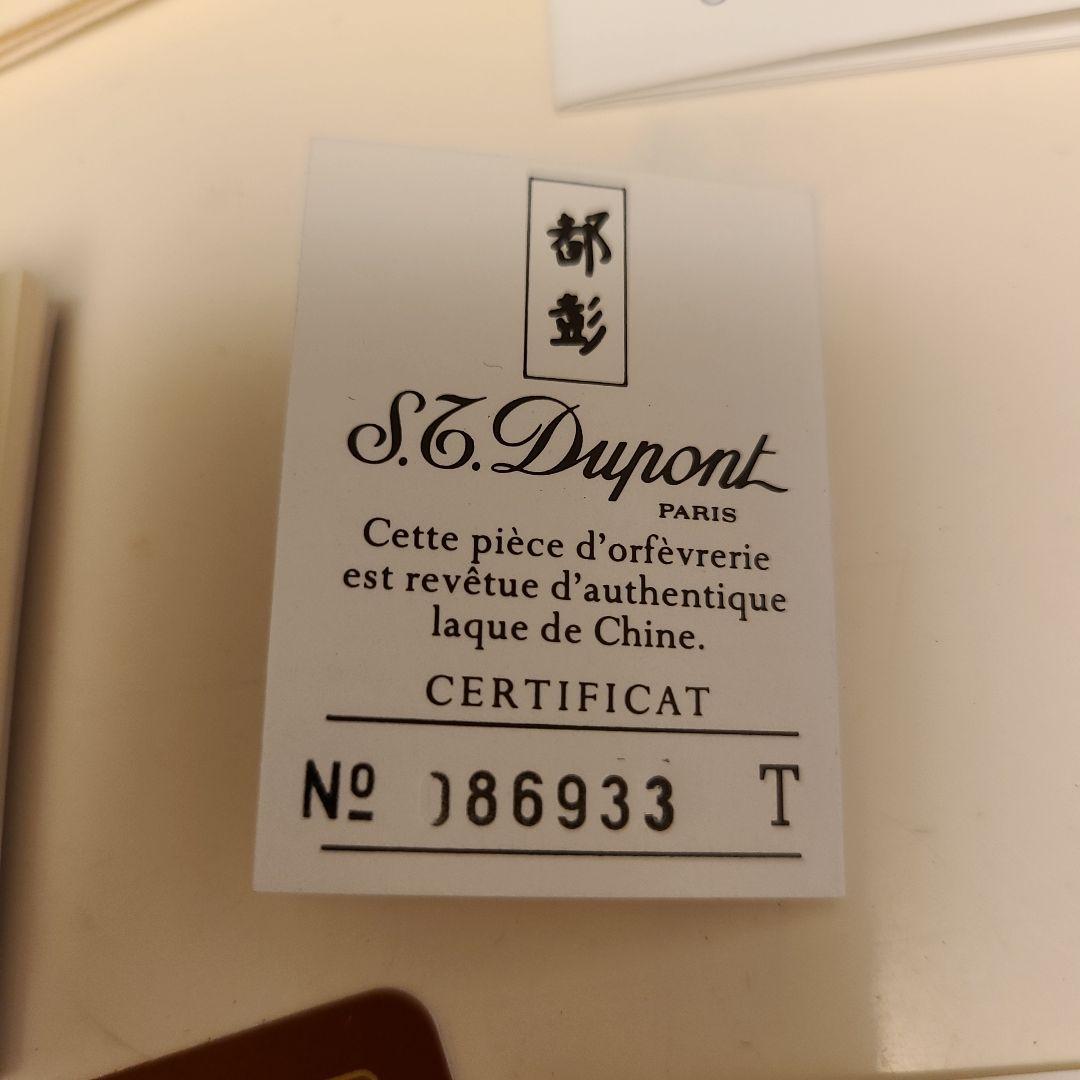 都
彭
S.T. Dupont
PARIS
Cette pièce d'orfèvrerie
est revêtue d'authentique
laque de Chine.
CERTIFICAT
Nº 086933 T